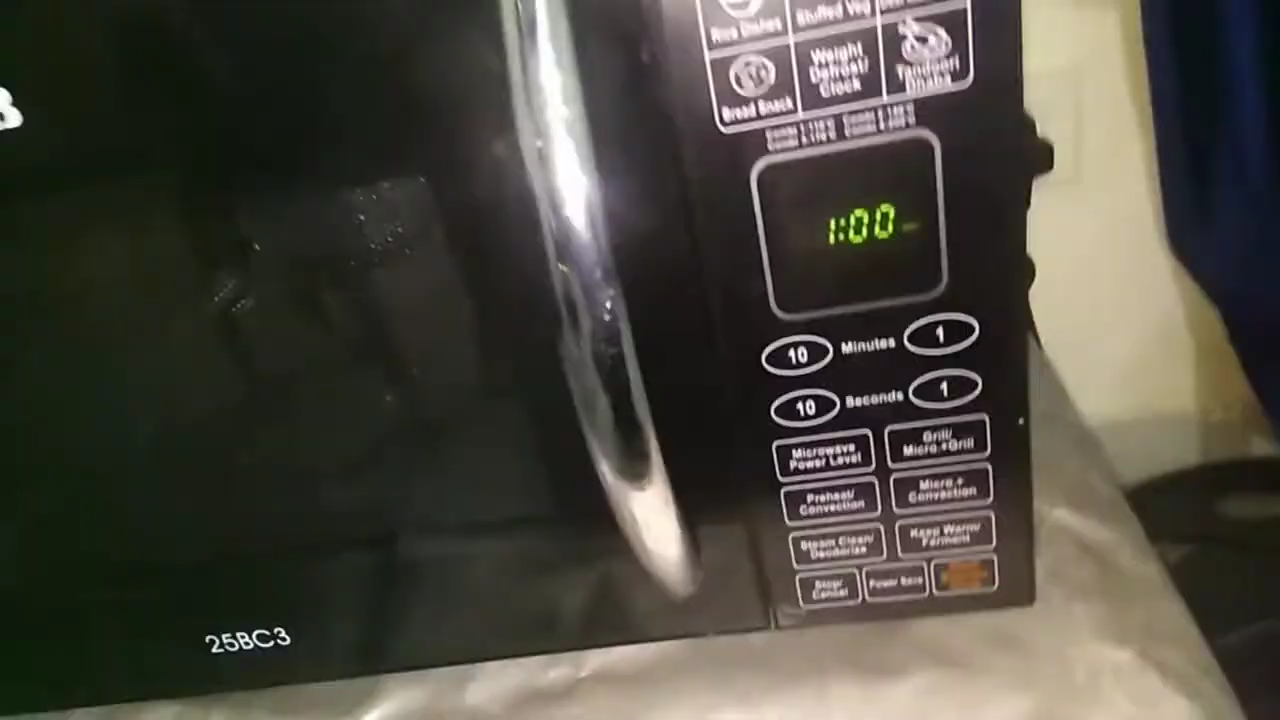 Rice Dishes
Stuffed Veg
Bread Snack
Weight
Defrost/
Clock
Tandoori/
Dhaba
1:00
10 Minutes 1
10 Seconds 1
Microwave
Power Level
Grill/
Micro.+Grill
Preheat/
Convection
Micro.+
Convection
Steam Clean/
Deodorize
Keep Warm/
Ferment
Stop/
Cancel
Power Save
25BC3